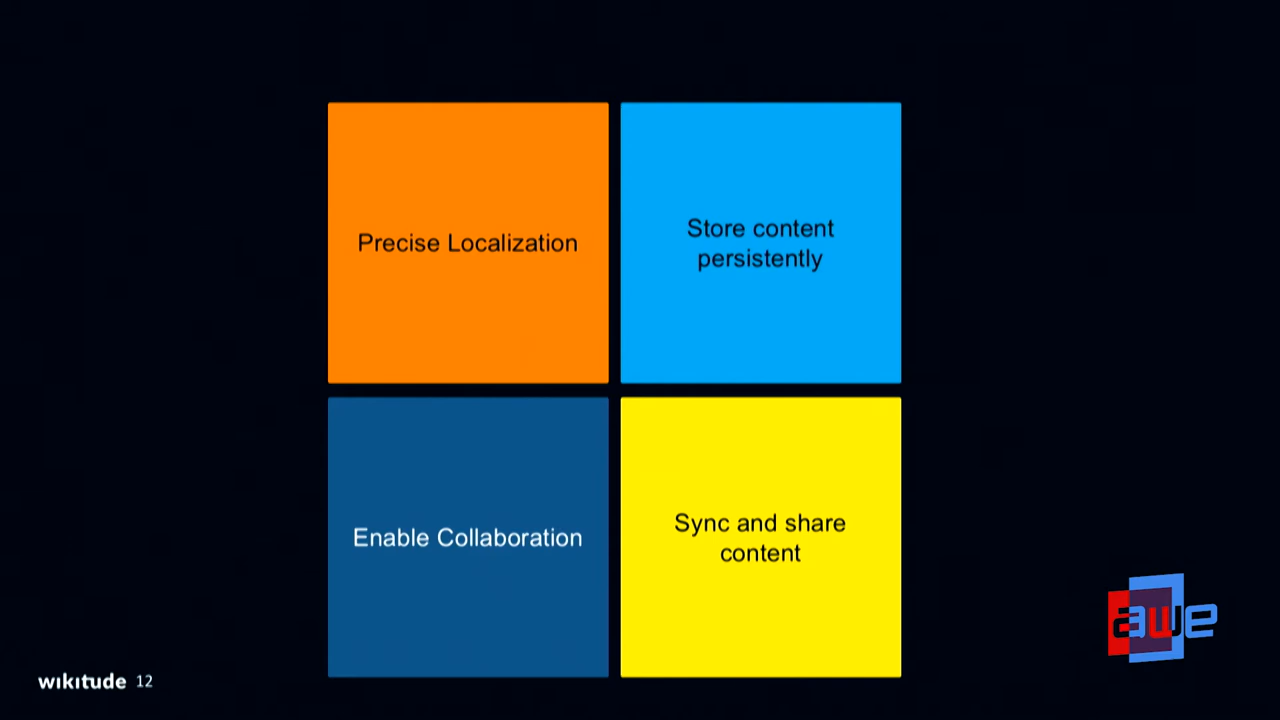 Precise Localization
Store content
persistently
Enable Collaboration
Sync and share
content
awe
wikitude 12